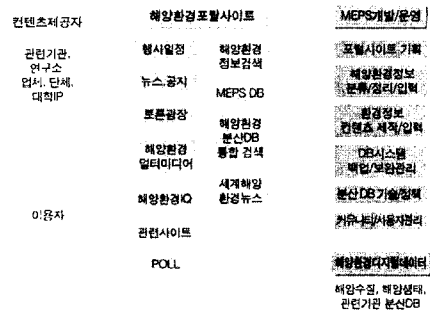 컨텐츠제공자
관련기관,
연구소
업체, 단체,
대학IP
이용자
해양환경포탈사이트
행사일정
뉴스,공지
토론광장
해양환경
멀티미디어
해양환경IQ
관련사이트
POLL
해양환경
정보검색
MEPS DB
해양환경
분산DB
통합 검색
세계해양
환경뉴스
MEPS개발/운영
포탈사이트 기획
해양환경정보
분류/정리/입력
환경정보
컨텐츠 제작/입력
DB시스템
백업/보완관리
분산 DB 기술/정책
커뮤니티/사용자관리
해양환경디지털데이터
해양수질, 해양생태,
관련기관 분산DB